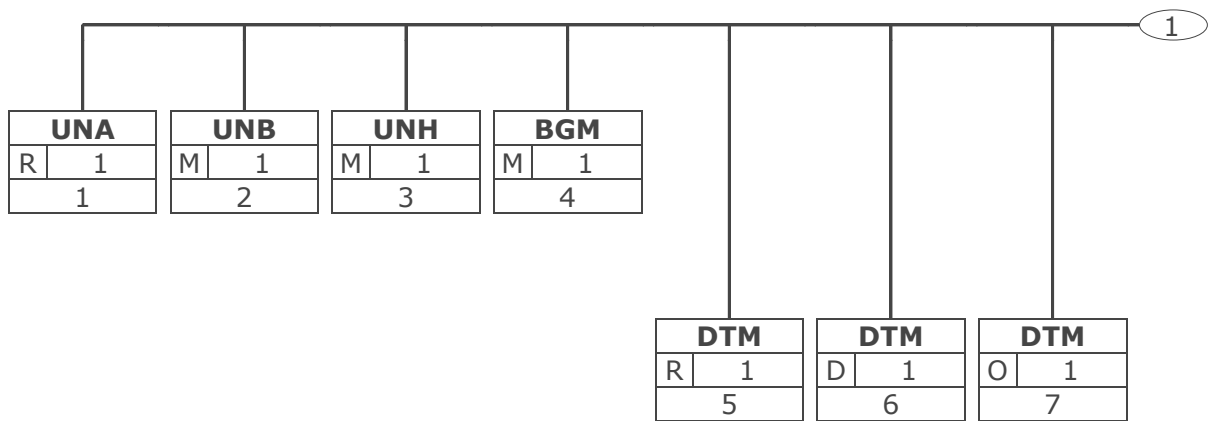 1
UNA UNB UNH BGM
R 1 M 1 M 1 M 1
1 2 3 4
DTM DTM DTM
R 1 D 1 O 1
5 6 7